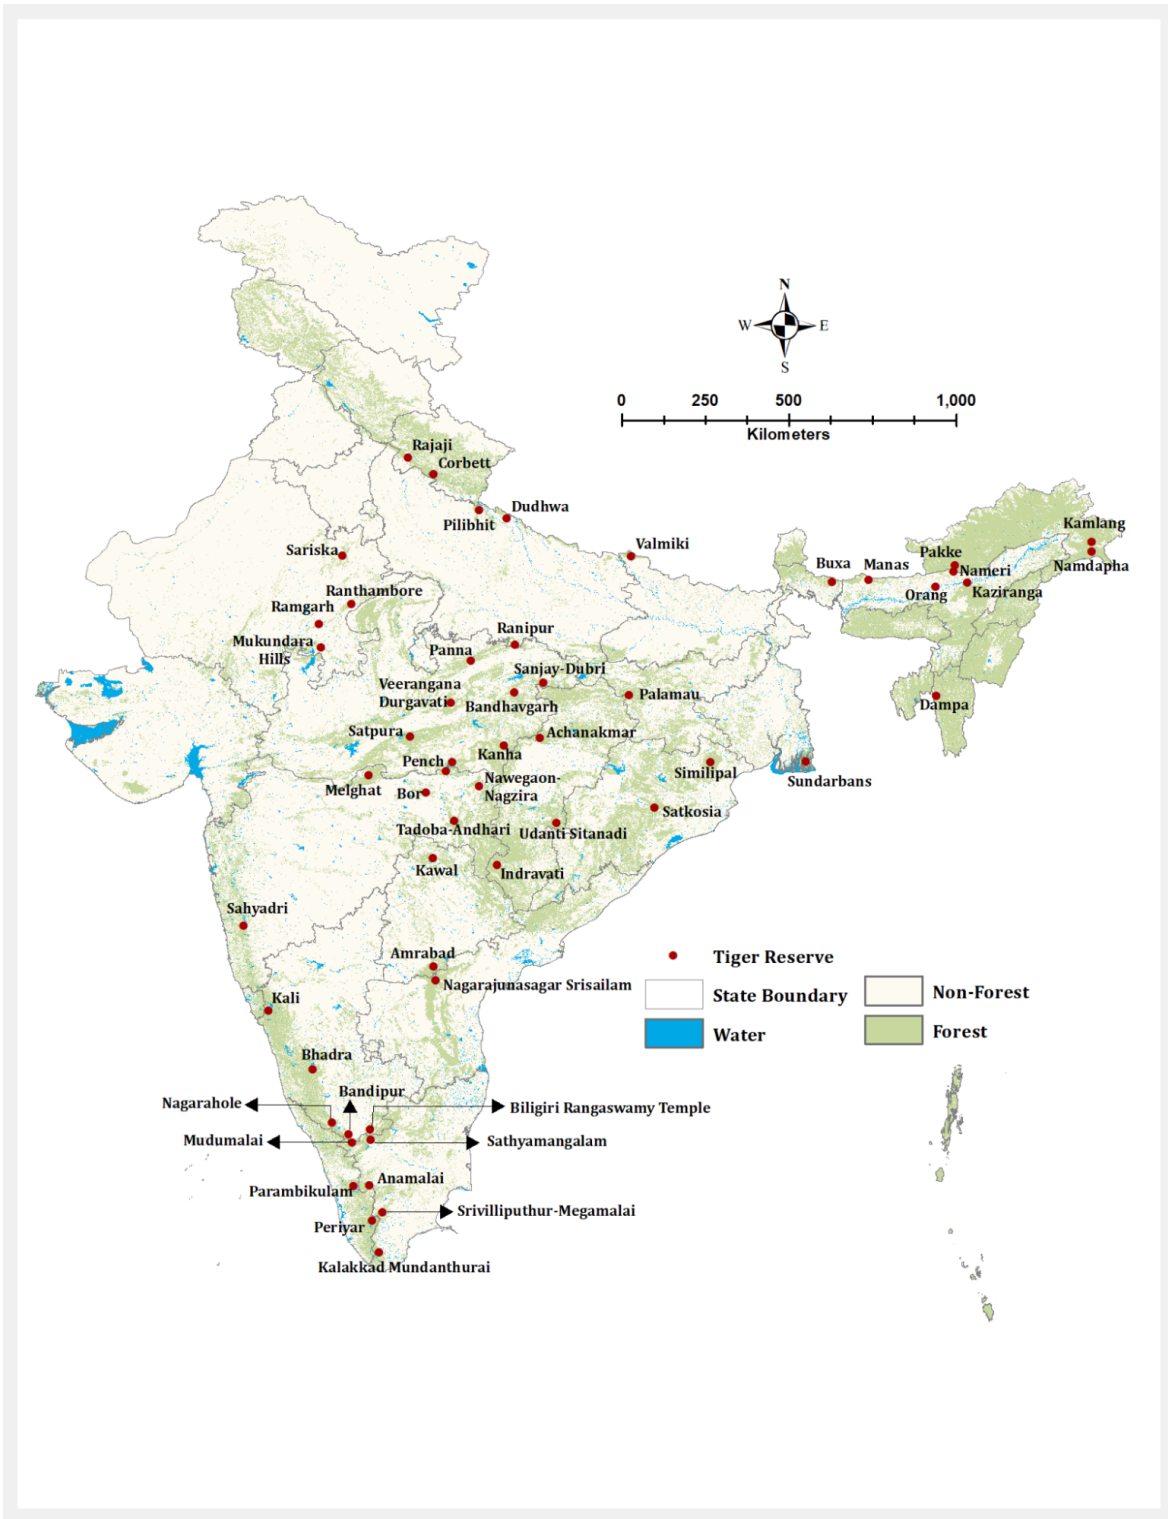 N
W
E
S
0 250 500 1,000
Kilometers
Rajaji
Corbett
Pilibhit
Dudhwa
Valmiki
Sariska
Ranthambore
Ramgarh
Mukundara
Hills
Buxa
Manas
Pakke
Nameri
Orang
Kaziranga
Kamlang
Namdapha
Dampa
Ranipur
Panna
Sanjay-Dubri
Veerangana
Durgavati
Bandhavgarh
Palamau
Satpura
Achanakmar
Kanha
Pench
Melghat
Bor
Nawegaon-
Nagzira
Similipal
Sundarbans
Satkosia
Tadoba-Andhari
Udanti Sitanadi
Kawal
Indravati
Sahyadri
Amrabad
Nagarajunasagar Srisailam
Kali
Bhadra
Bandipur
Nagarahole
Biligiri Rangaswamy Temple
Mudumalai
Sathyamangalam
Anamalai
Parambikulam
Srivilliputhur-Megamalai
Periyar
Kalakkad Mundanthurai
Tiger Reserve
State Boundary
Non-Forest
Water
Forest